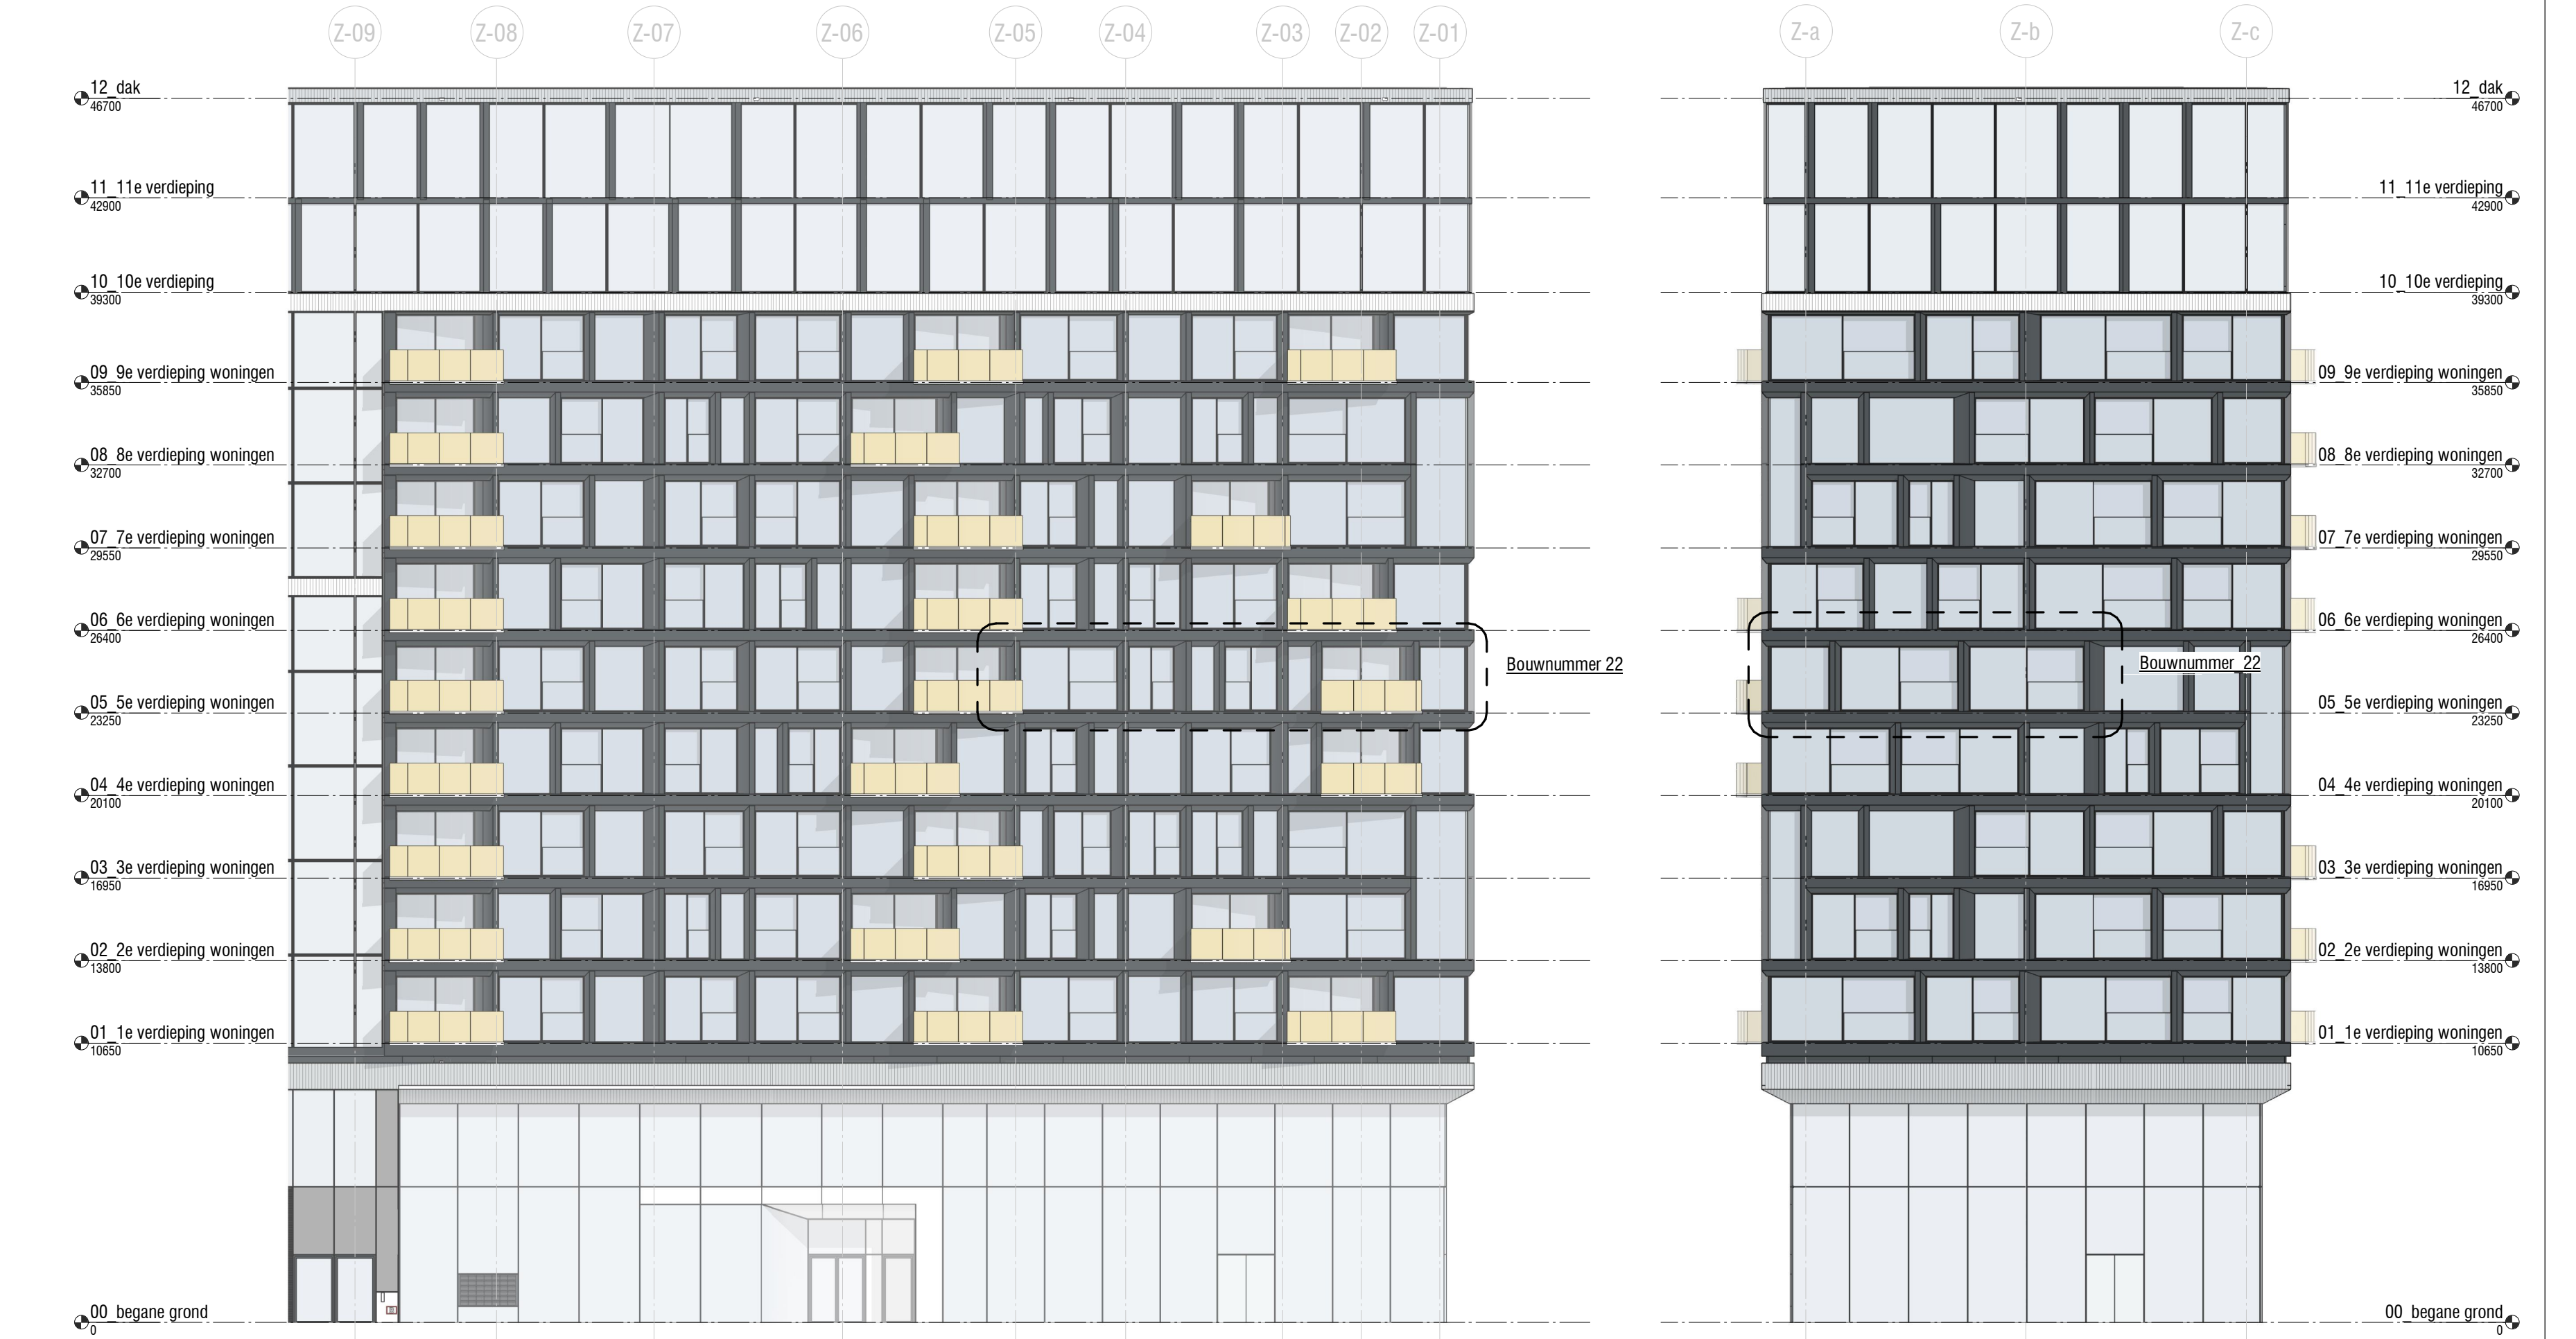 Z-09 Z-08 Z-07 Z-06 Z-05 Z-04 Z-03 Z-02 Z-01 Z-a Z-b Z-c
12_dak
46700
11_11e verdieping
42900
10_10e verdieping
39300
09_9e verdieping woningen
35850
08_8e verdieping woningen
32700
07_7e verdieping woningen
29550
06_6e verdieping woningen
26400
05_5e verdieping woningen
23250
04_4e verdieping woningen
20100
03_3e verdieping woningen
16950
02_2e verdieping woningen
13800
01_1e verdieping woningen
10650
00_begane grond
0
Bouwnummer 22
Bouwnummer 22
12_dak
46700
11_11e verdieping
42900
10_10e verdieping
39300
09_9e verdieping woningen
35850
08_8e verdieping woningen
32700
07_7e verdieping woningen
29550
06_6e verdieping woningen
26400
05_5e verdieping woningen
23250
04_4e verdieping woningen
20100
03_3e verdieping woningen
16950
02_2e verdieping woningen
13800
01_1e verdieping woningen
10650
00_begane grond
0